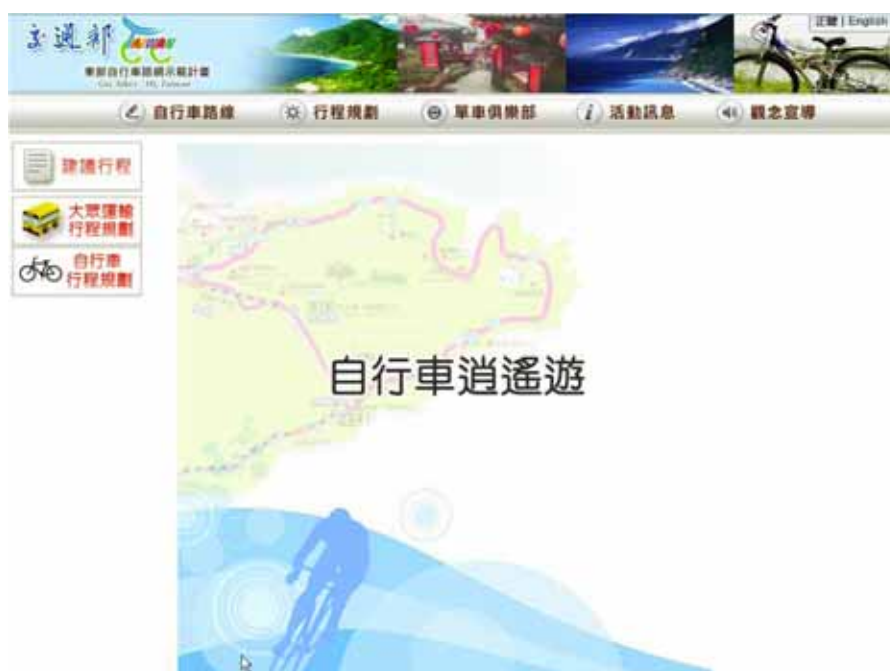 交通部
東部自行車路網示範計畫
正體 | English
自行車路線
行程規劃
單車俱樂部
活動訊息
觀念宣導
建議行程
大眾運輸
行程規劃
自行車
行程規劃
自行車逍遙遊